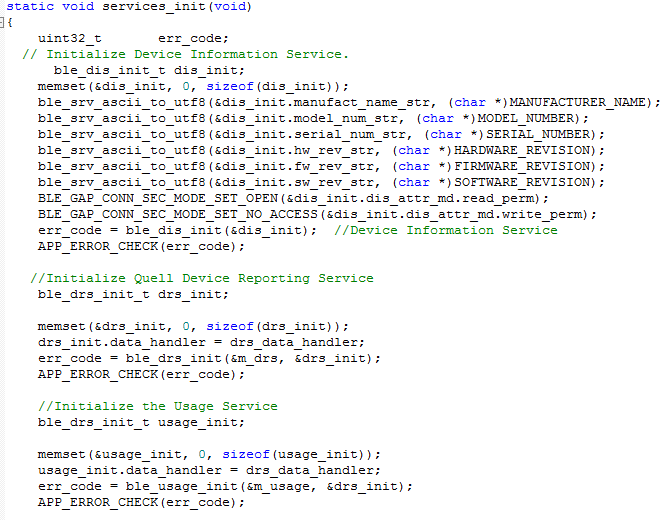 static void services_init(void)
{
    uint32_t       err_code;
  // Initialize Device Information Service.
      ble_dis_init_t dis_init;
    memset(&dis_init, 0, sizeof(dis_init));
    ble_srv_ascii_to_utf8(&dis_init.manufact_name_str, (char *)MANUFACTURER_NAME);
    ble_srv_ascii_to_utf8(&dis_init.model_num_str, (char *)MODEL_NUMBER);
    ble_srv_ascii_to_utf8(&dis_init.serial_num_str, (char *)SERIAL_NUMBER);
    ble_srv_ascii_to_utf8(&dis_init.hw_rev_str, (char *)HARDWARE_REVISION);
    ble_srv_ascii_to_utf8(&dis_init.fw_rev_str, (char *)FIRMWARE_REVISION);
    ble_srv_ascii_to_utf8(&dis_init.sw_rev_str, (char *)SOFTWARE_REVISION);
    BLE_GAP_CONN_SEC_MODE_SET_OPEN(&dis_init.dis_attr_md.read_perm);
    BLE_GAP_CONN_SEC_MODE_SET_NO_ACCESS(&dis_init.dis_attr_md.write_perm);
    err_code = ble_dis_init(&dis_init);  //Device Information Service
    APP_ERROR_CHECK(err_code);

   //Initialize Quell Device Reporting Service
    ble_drs_init_t drs_init;

    memset(&drs_init, 0, sizeof(drs_init));
    drs_init.data_handler = drs_data_handler;
    err_code = ble_drs_init(&m_drs, &drs_init);
    APP_ERROR_CHECK(err_code);

    //Initialize the Usage Service
    ble_drs_init_t usage_init;

    memset(&usage_init, 0, sizeof(usage_init));
    usage_init.data_handler = drs_data_handler;
    err_code = ble_usage_init(&m_usage, &drs_init);
    APP_ERROR_CHECK(err_code);